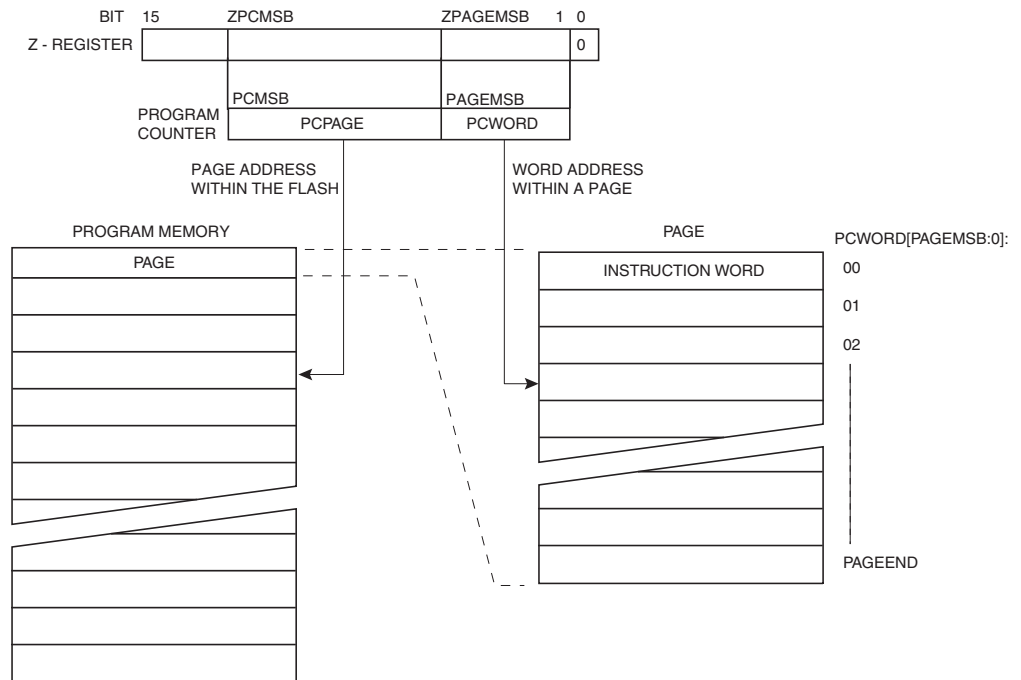 BIT 15 ZPCMSB ZPAGEMSB 1 0
Z - REGISTER 0
PCMSB PAGEMSB
PROGRAM
COUNTER
PCPAGE PCWORD
PAGE ADDRESS
WITHIN THE FLASH
WORD ADDRESS
WITHIN A PAGE
PROGRAM MEMORY
PAGE
PAGE
PCWORD[PAGEMSB:0]:
INSTRUCTION WORD 00
01
02
PAGEEND